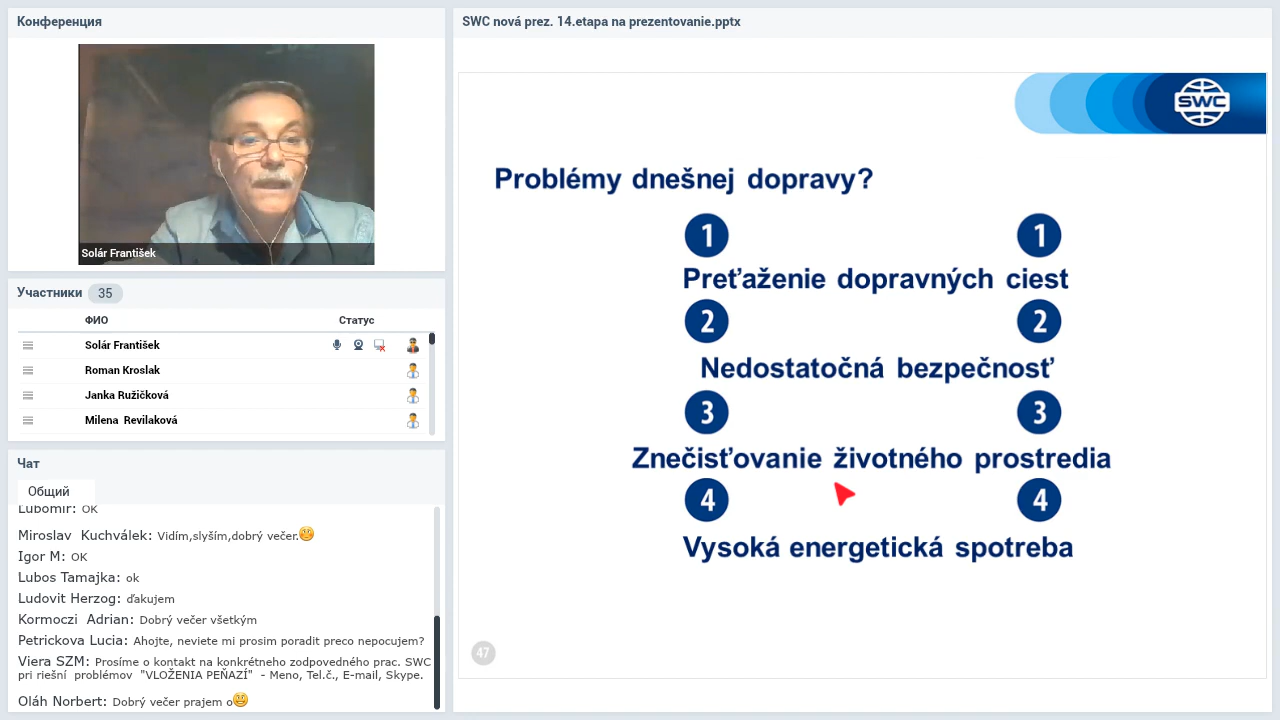 Конференция
Solár František
Участники 35
ФИО Статус
Solár František
Roman Kroslak
Janka Ružičková
Milena Revilaková
Чат
Общий
Lubomir: OK
Miroslav Kuchválek: Vidím,slyším,dobrý večer.
Igor M: OK
Lubos Tamajka: ok
Ludovit Herzog: ďakujem
Kormoczi Adrian: Dobrý večer všetkým
Petrickova Lucia: Ahojte, neviete mi prosim poradit preco nepocujem?
Viera SZM: Prosíme o kontakt na konkrétneho zodpovedného prac. SWC
pri riešní problémov "VLOŽENIA PEŇAZÍ" - Meno, Tel.č., E-mail, Skype.
Oláh Norbert: Dobrý večer prajem o
SWC nová prez. 14.etapa na prezentovanie.pptx
SWC
Problémy dnešnej dopravy?
1 1
Preťaženie dopravných ciest
2 2
Nedostatočná bezpečnosť
3 3
Znečisťovanie životného prostredia
4 4
Vysoká energetická spotreba
47